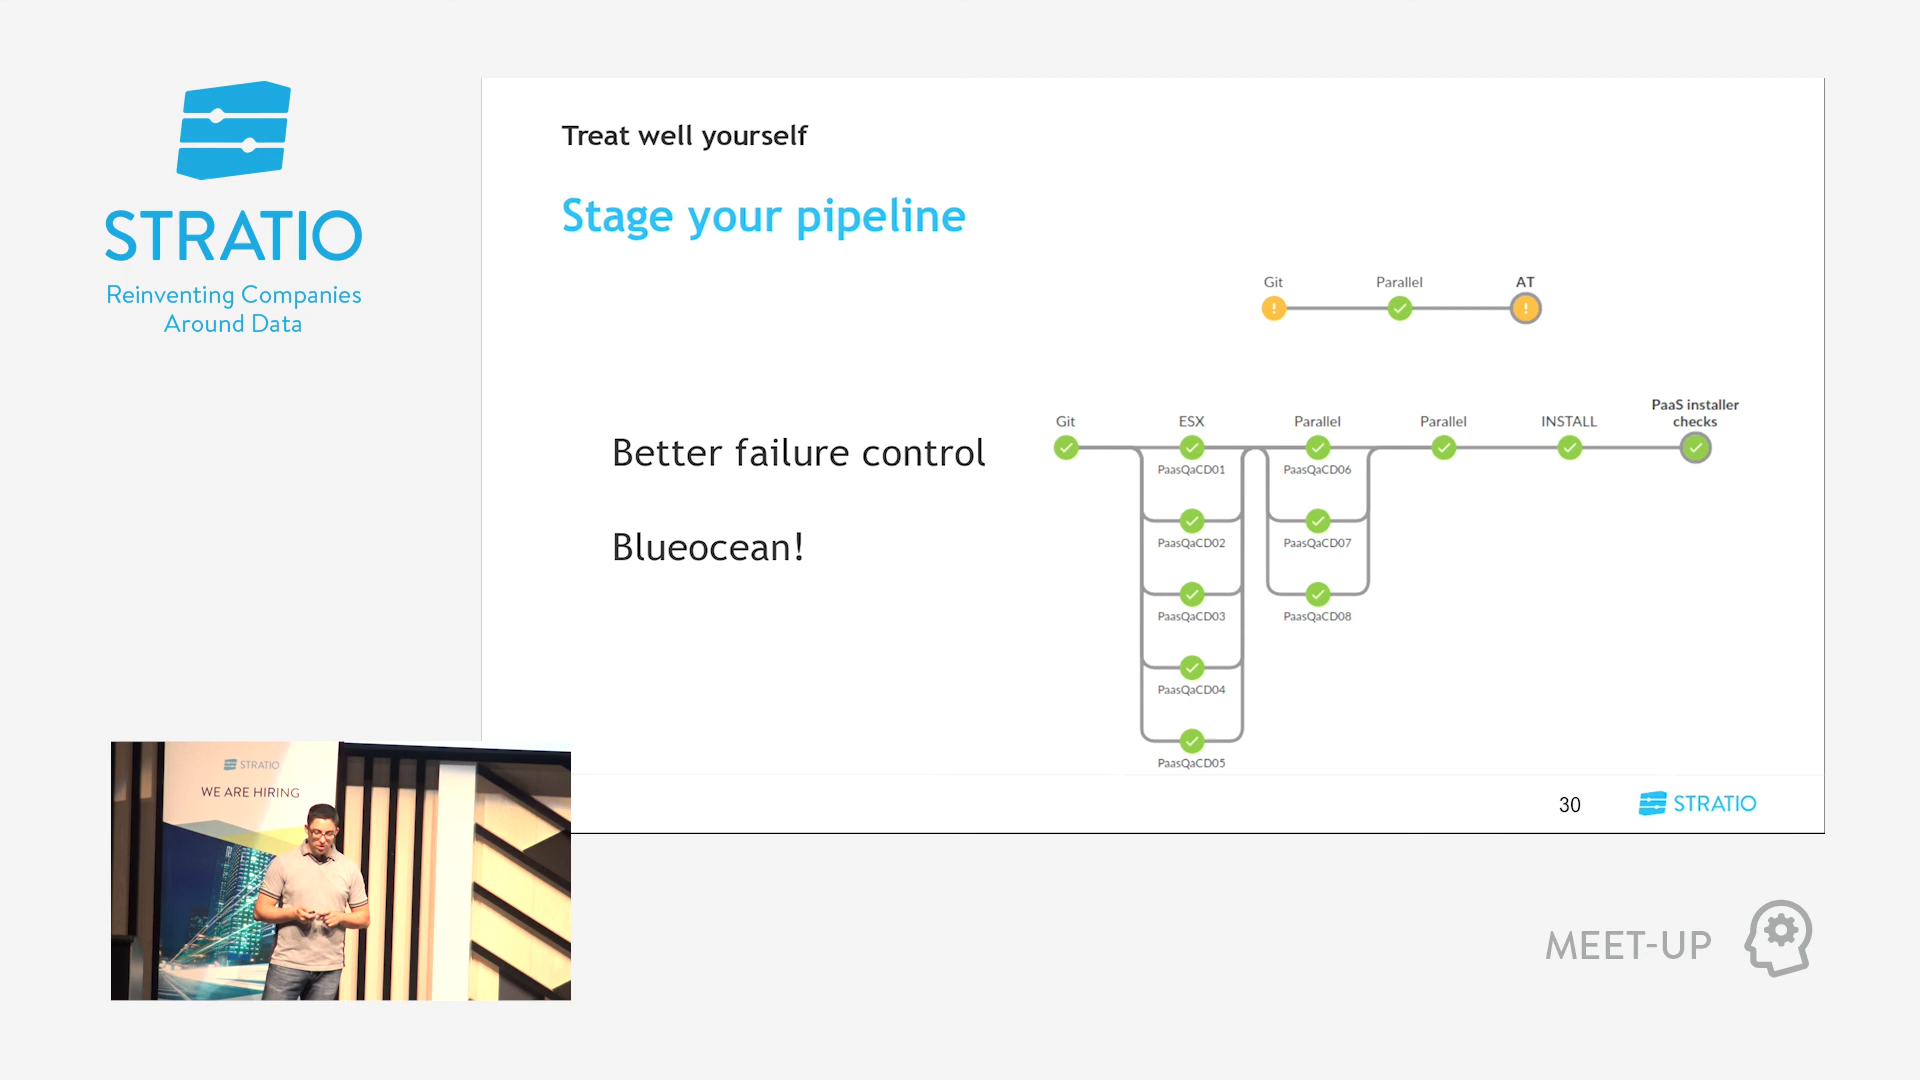 STRATIO
Reinventing Companies
Around Data
Treat well yourself
Stage your pipeline
Git
Parallel
AT
Better failure control
Blueocean!
Git
ESX
Parallel
Parallel
INSTALL
PaaS installer
checks
PaasQaCD01
PaasQaCD06
PaasQaCD02
PaasQaCD07
PaasQaCD03
PaasQaCD08
PaasQaCD04
PaasQaCD05
30
STRATIO
STRATIO
WE ARE HIRING
MEET-UP